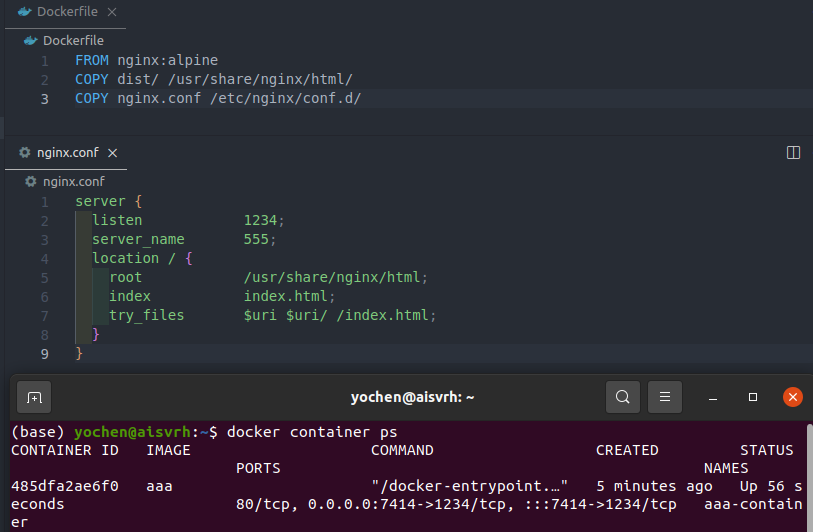 Dockerfile
Dockerfile
1 FROM nginx:alpine
2 COPY dist/ /usr/share/nginx/html/
3 COPY nginx.conf /etc/nginx/conf.d/
nginx.conf
nginx.conf
1 server {
2 listen 1234;
3 server_name 555;
4 location / {
5 root /usr/share/nginx/html;
6 index index.html;
7 try_files $uri $uri/ /index.html;
8 }
9 }
yochen@aisvrh: ~
(base) yochen@aisvrh:~$ docker container ps
CONTAINER ID IMAGE COMMAND CREATED STATUS
PORTS NAMES
485dfa2ae6f0 aaa "/docker-entrypoint.…" 5 minutes ago Up 56 s
econds 80/tcp, 0.0.0.0:7414->1234/tcp, :::7414->1234/tcp aaa-contain
er